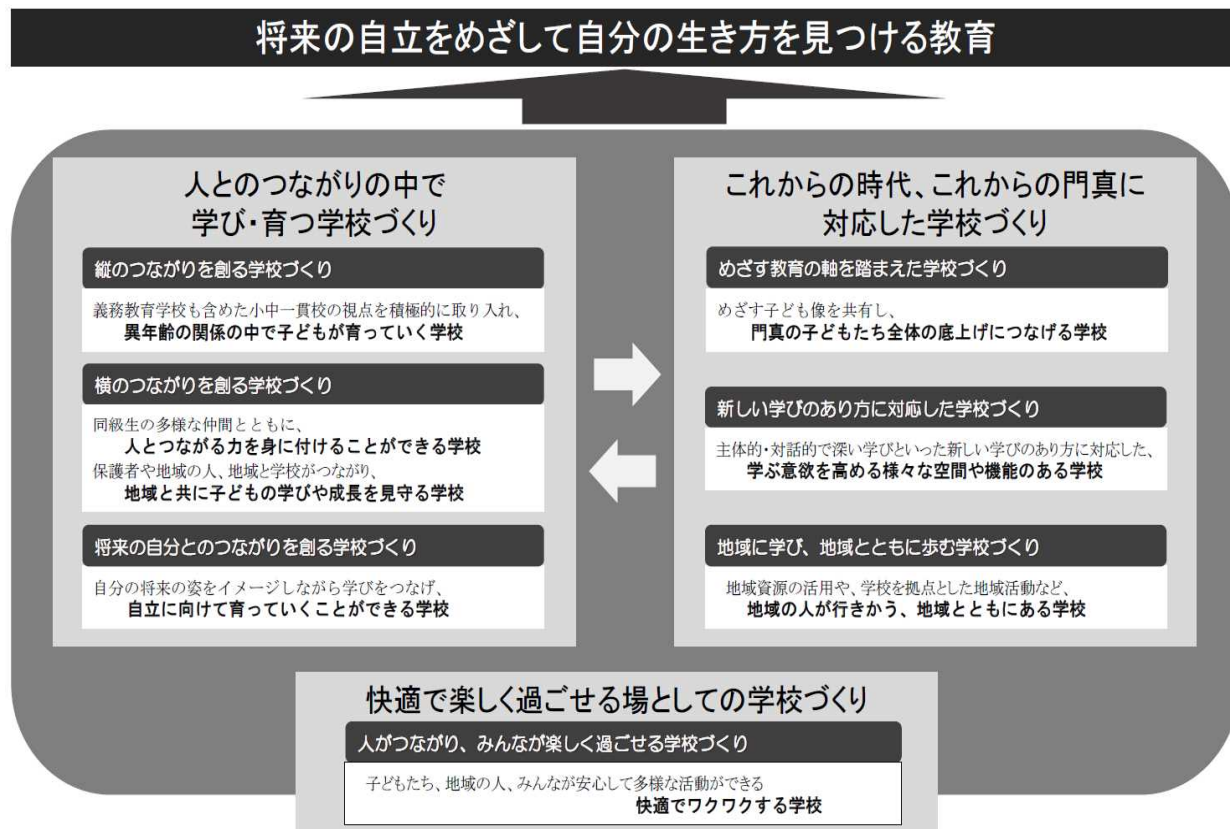 将来の自立をめざして自分の生き方を見つける教育
人とのつながりの中で
学び・育つ学校づくり
縦のつながりを創る学校づくり
義務教育学校も含めた小中一貫校の視点を積極的に取り入れ、
異年齢の関係の中で子どもが育っていく学校
横のつながりを創る学校づくり
同級生の多様な仲間とともに、
人とつながる力を身に付けることができる学校
保護者や地域の人、地域と学校がつながり、
地域と共に子どもの学びや成長を見守る学校
将来の自分とのつながりを創る学校づくり
自分の将来の姿をイメージしながら学びをつなげ、
自立に向けて育っていくことができる学校
これからの時代、これからの門真に
対応した学校づくり
めざす教育の軸を踏まえた学校づくり
めざす子ども像を共有し、
門真の子どもたち全体の底上げにつなげる学校
新しい学びのあり方に対応した学校づくり
主体的・対話的で深い学びといった新しい学びのあり方に対応した、
学ぶ意欲を高める様々な空間や機能のある学校
地域に学び、地域とともに歩む学校づくり
地域資源の活用や、学校を拠点とした地域活動など、
地域の人が行きかう、地域とともにある学校
快適で楽しく過ごせる場としての学校づくり
人がつながり、みんなが楽しく過ごせる学校づくり
子どもたち、地域の人、みんなが安心して多様な活動ができる
快適でワクワクする学校